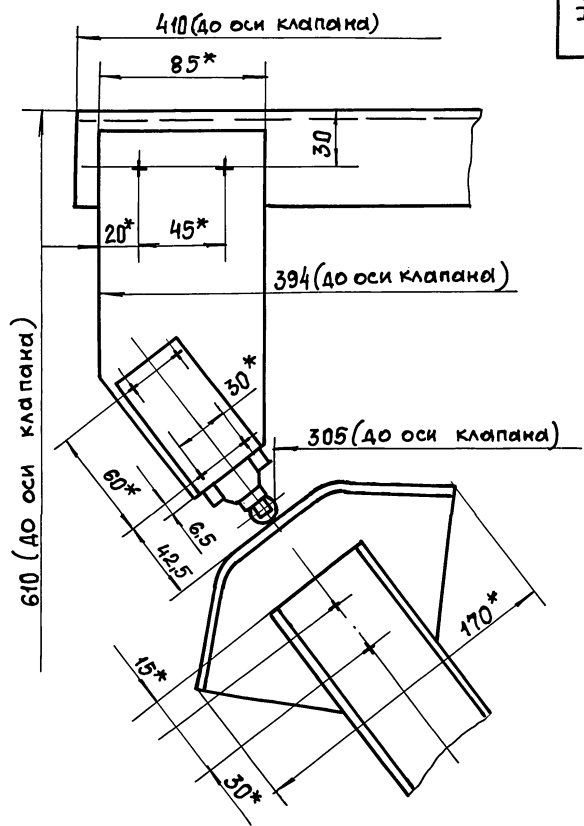 410 (до оси клапана)
85*
30
20*
45*
394 (до оси клапана)
610 (до оси клапана)
30*
305 (до оси клапана)
60*
6.5
42,5
170*
15*
30*